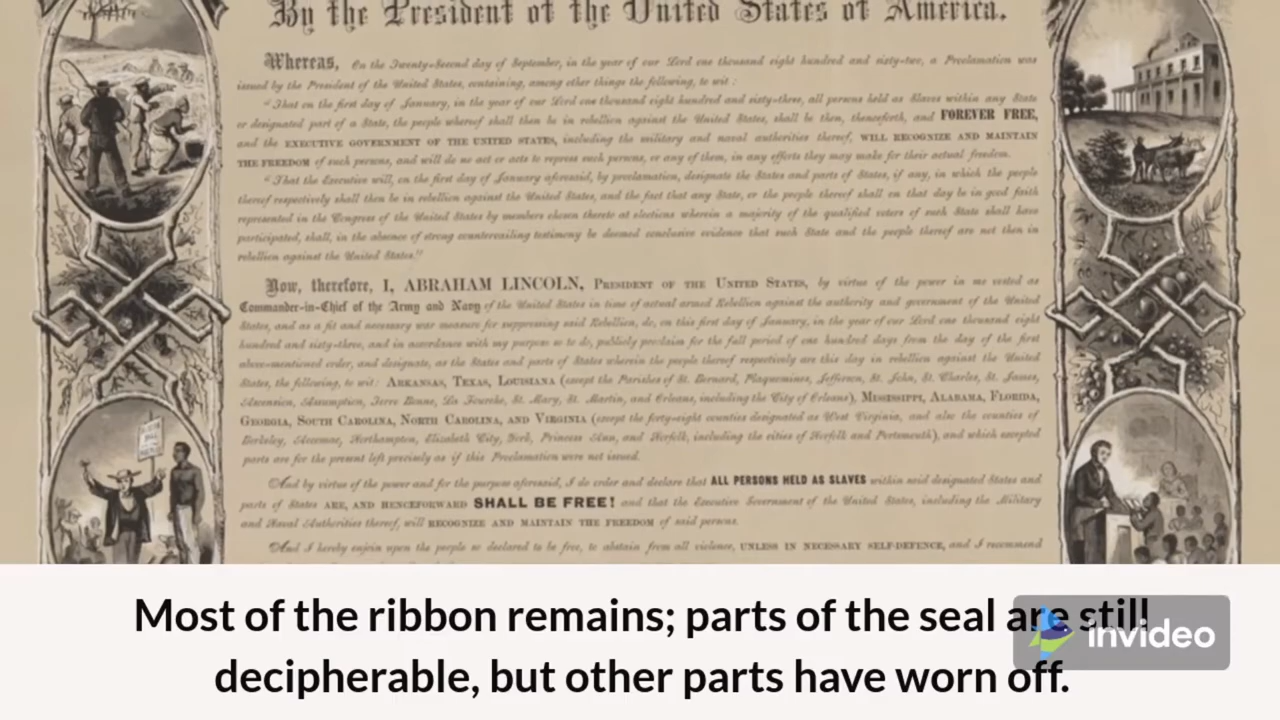 By the President of the United States of America.
Whereas, On the Twenty-Second day of September, in the year of our Lord one thousand eight hundred and sixty-two, a Proclamation was
issued by the President of the United States, containing, among other things the following, to wit :
"That on the first day of January, in the year of our Lord one thousand eight hundred and sixty-three, all persons held as Slaves within any State
or designated part of a State, the people whereof shall then be in rebellion against the United States, shall be then, thenceforth, and FOREVER FREE,
and the EXECUTIVE GOVERNMENT OF THE UNITED STATES, including the military and naval authorities thereof, WILL RECOGNIZE AND MAINTAIN
THE FREEDOM of such persons, and will do no act or acts to repress such persons, or any of them, in any efforts they may make for their actual freedom.
"That the Executive will, on the first day of January aforesaid, by proclamation, designate the States and parts of States, if any, in which the people
thereof respectively shall then be in rebellion against the United States, and the fact that any State, or the people thereof shall on that day be in good faith
represented in the Congress of the United States by members chosen thereto at elections wherein a majority of the qualified voters of such State shall have
participated, shall, in the absence of strong countervailing testimony be deemed conclusive evidence that such State and the people thereof are not then in
rebellion against the United States."
Now, therefore, I, ABRAHAM LINCOLN, PRESIDENT OF THE UNITED STATES, by virtue of the power in me vested as
Commander-in-Chief of the Army and Navy of the United States in time of actual armed Rebellion against the authority and government of the United
States, and as a fit and necessary war measure for suppressing said Rebellion, do, on this first day of January, in the year of our Lord one thousand eight
hundred and sixty-three, and in accordance with my purpose so to do, publicly proclaim for the full period of one hundred days from the day of the first
above-mentioned order, and designate, as the States and parts of States wherein the people thereof respectively are this day in rebellion against the United
States, the following, to wit: ARKANSAS, TEXAS, LOUISIANA (except the Parishes of St. Bernard, Plaquemines, Jefferson, St. John, St. Charles, St. James,
Ascension, Assumption, Terre Bonne, La Fourche, St. Mary, St. Martin, and Orleans, including the City of Orleans), MISSISSIPPI, ALABAMA, FLORIDA,
GEORGIA, SOUTH CAROLINA, NORTH CAROLINA, AND VIRGINIA (except the forty-eight counties designated as West Virginia, and also the counties of
Berkeley, Accomac, Northampton, Elizabeth City, York, Princess Ann, and Norfolk, including the cities of Norfolk and Portsmouth), and which excepted
parts are for the present left precisely as if this Proclamation were not issued.
And by virtue of the power and for the purpose aforesaid, I do order and declare that ALL PERSONS HELD AS SLAVES within said designated States and
parts of States ARE, AND HENCEFORWARD SHALL BE FREE! and that the Executive Government of the United States, including the Military
and Naval Authorities thereof, will RECOGNIZE AND MAINTAIN THE FREEDOM of said persons.
And I hereby enjoin upon the people so declared to be free, to abstain from all violence, UNLESS IN NECESSARY SELF-DEFENCE, and I recommend
Most of the ribbon remains; parts of the seal are still
decipherable, but other parts have worn off.
invideo